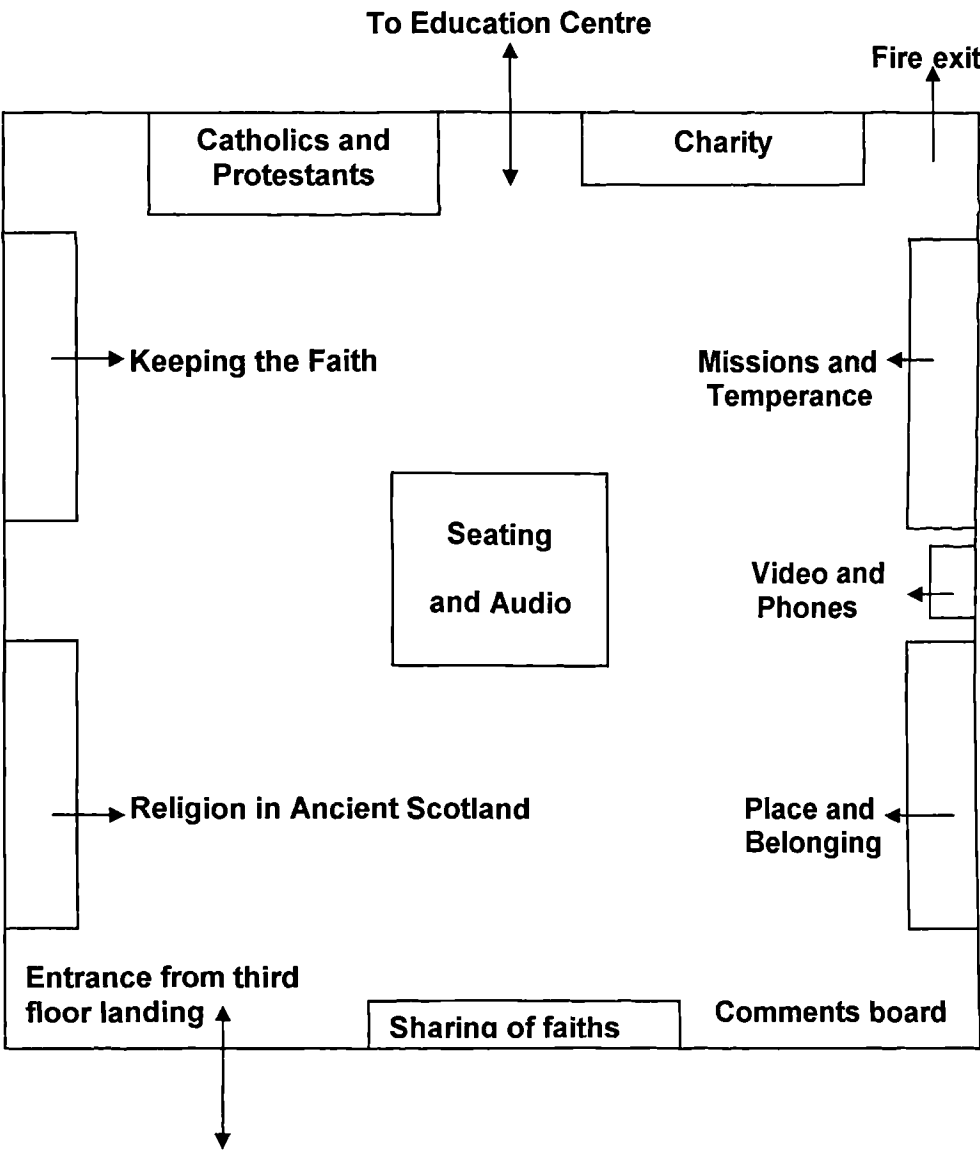 To Education Centre
Fire exit
Catholics and
Protestants
Charity
Keeping the Faith
Missions and
Temperance
Seating
and Audio
Video and
Phones
Religion in Ancient Scotland
Place and
Belonging
Entrance from third
floor landing
Sharing of faiths
Comments board